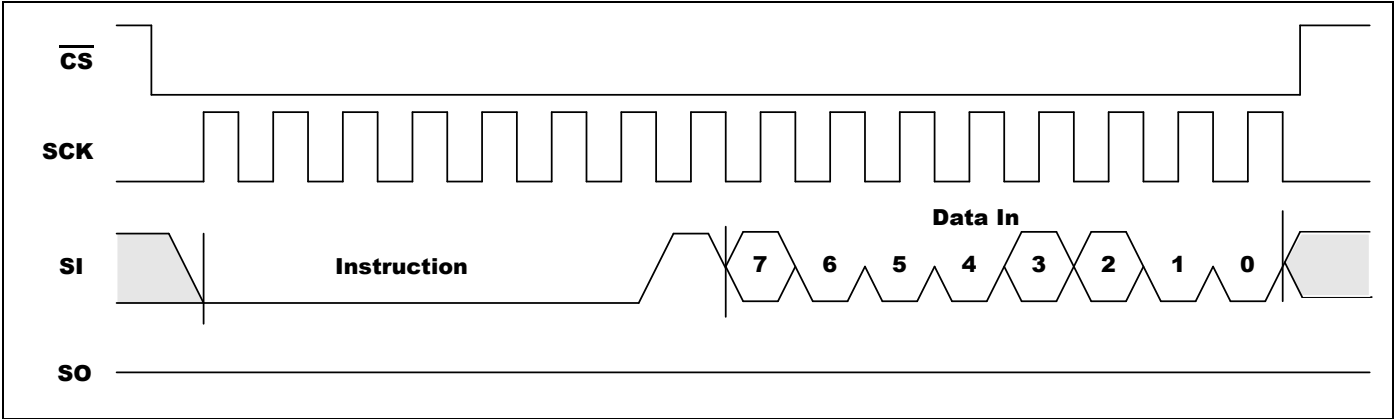 CS
SCK
Data In
SI Instruction 7 6 5 4 3 2 1 0
SO